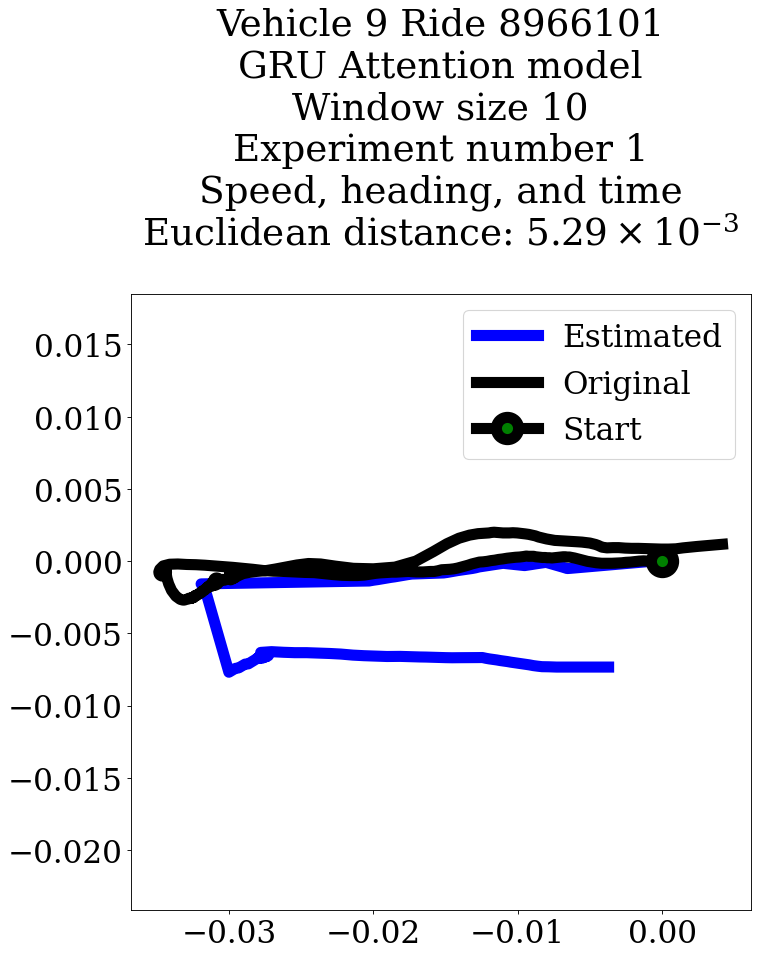 Vehicle 9 Ride 8966101
GRU Attention model
Window size 10
Experiment number 1
Speed, heading, and time
Euclidean distance: 5.29 × 10⁻³
Estimated
Original
Start
0.015
0.010
0.005
0.000
−0.005
−0.010
−0.015
−0.020
−0.03 −0.02 −0.01 0.00